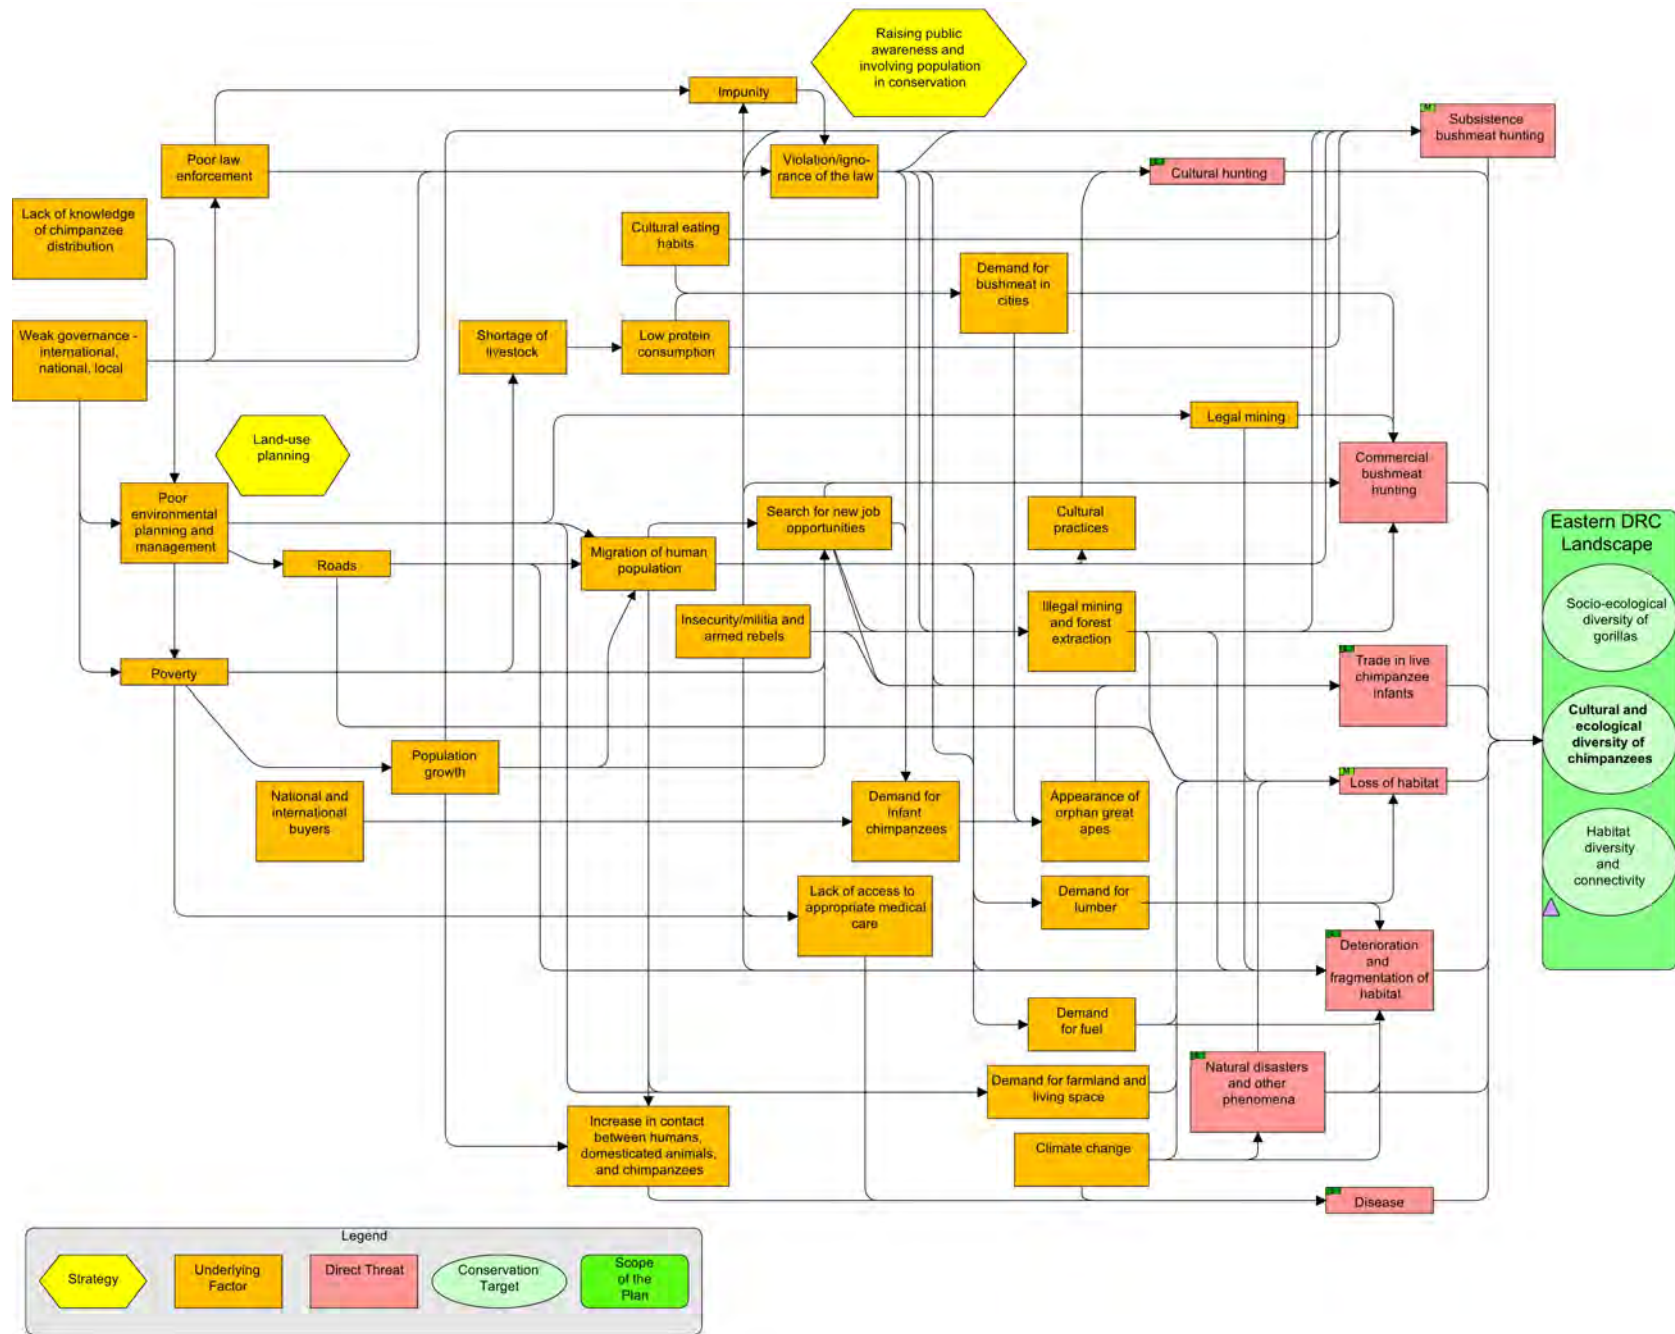 Raising public
awareness and
involving population
in conservation
Impunity
M
Subsistence
bushmeat hunting
Poor law
enforcement
Violation/igno-
rance of the law
Cultural hunting
Lack of knowledge
of chimpanzee
distribution
Cultural eating
habits
Demand for
bushmeat in
cities
Weak governance -
international,
national, local
Shortage of
livestock
Low protein
consumption
Legal mining
Land-use
planning
Commercial
bushmeat
hunting
Poor
environmental
planning and
management
Search for new job
opportunities
Cultural
practices
Eastern DRC
Landscape
Roads
Migration of human
population
Socio-ecological
diversity of
gorillas
Insecurity/militia and
armed rebels
Illegal mining
and forest
extraction
Poverty
Trade in live
chimpanzee
infants
Cultural and
ecological
diversity of
chimpanzees
Population
growth
M
Loss of habitat
National and
international
buyers
Demand for
Infant
chimpanzees
Appearance of
orphan great
apes
Habitat
diversity
and
connectivity
Lack of access to
appropriate medical
care
Demand for
lumber
Deterioration
and
fragmentation of
habitat
Demand
for fuel
Natural disasters
and other
phenomena
Demand for farmland and
living space
Increase in contact
between humans,
domesticated animals,
and chimpanzees
Climate change
Disease
Legend
Strategy
Underlying
Factor
Direct Threat
Conservation
Target
Scope
of the
Plan